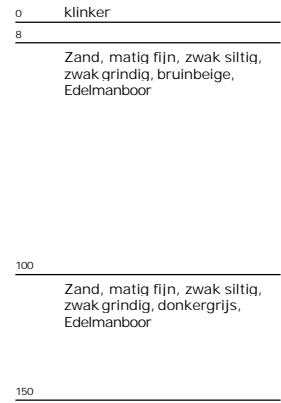 0 klinker
8
Zand, matig fijn, zwak siltig,
zwak grindig, bruinbeige,
Edelmanboor
100
Zand, matig fijn, zwak siltig,
zwak grindig, donkergrijs,
Edelmanboor
150